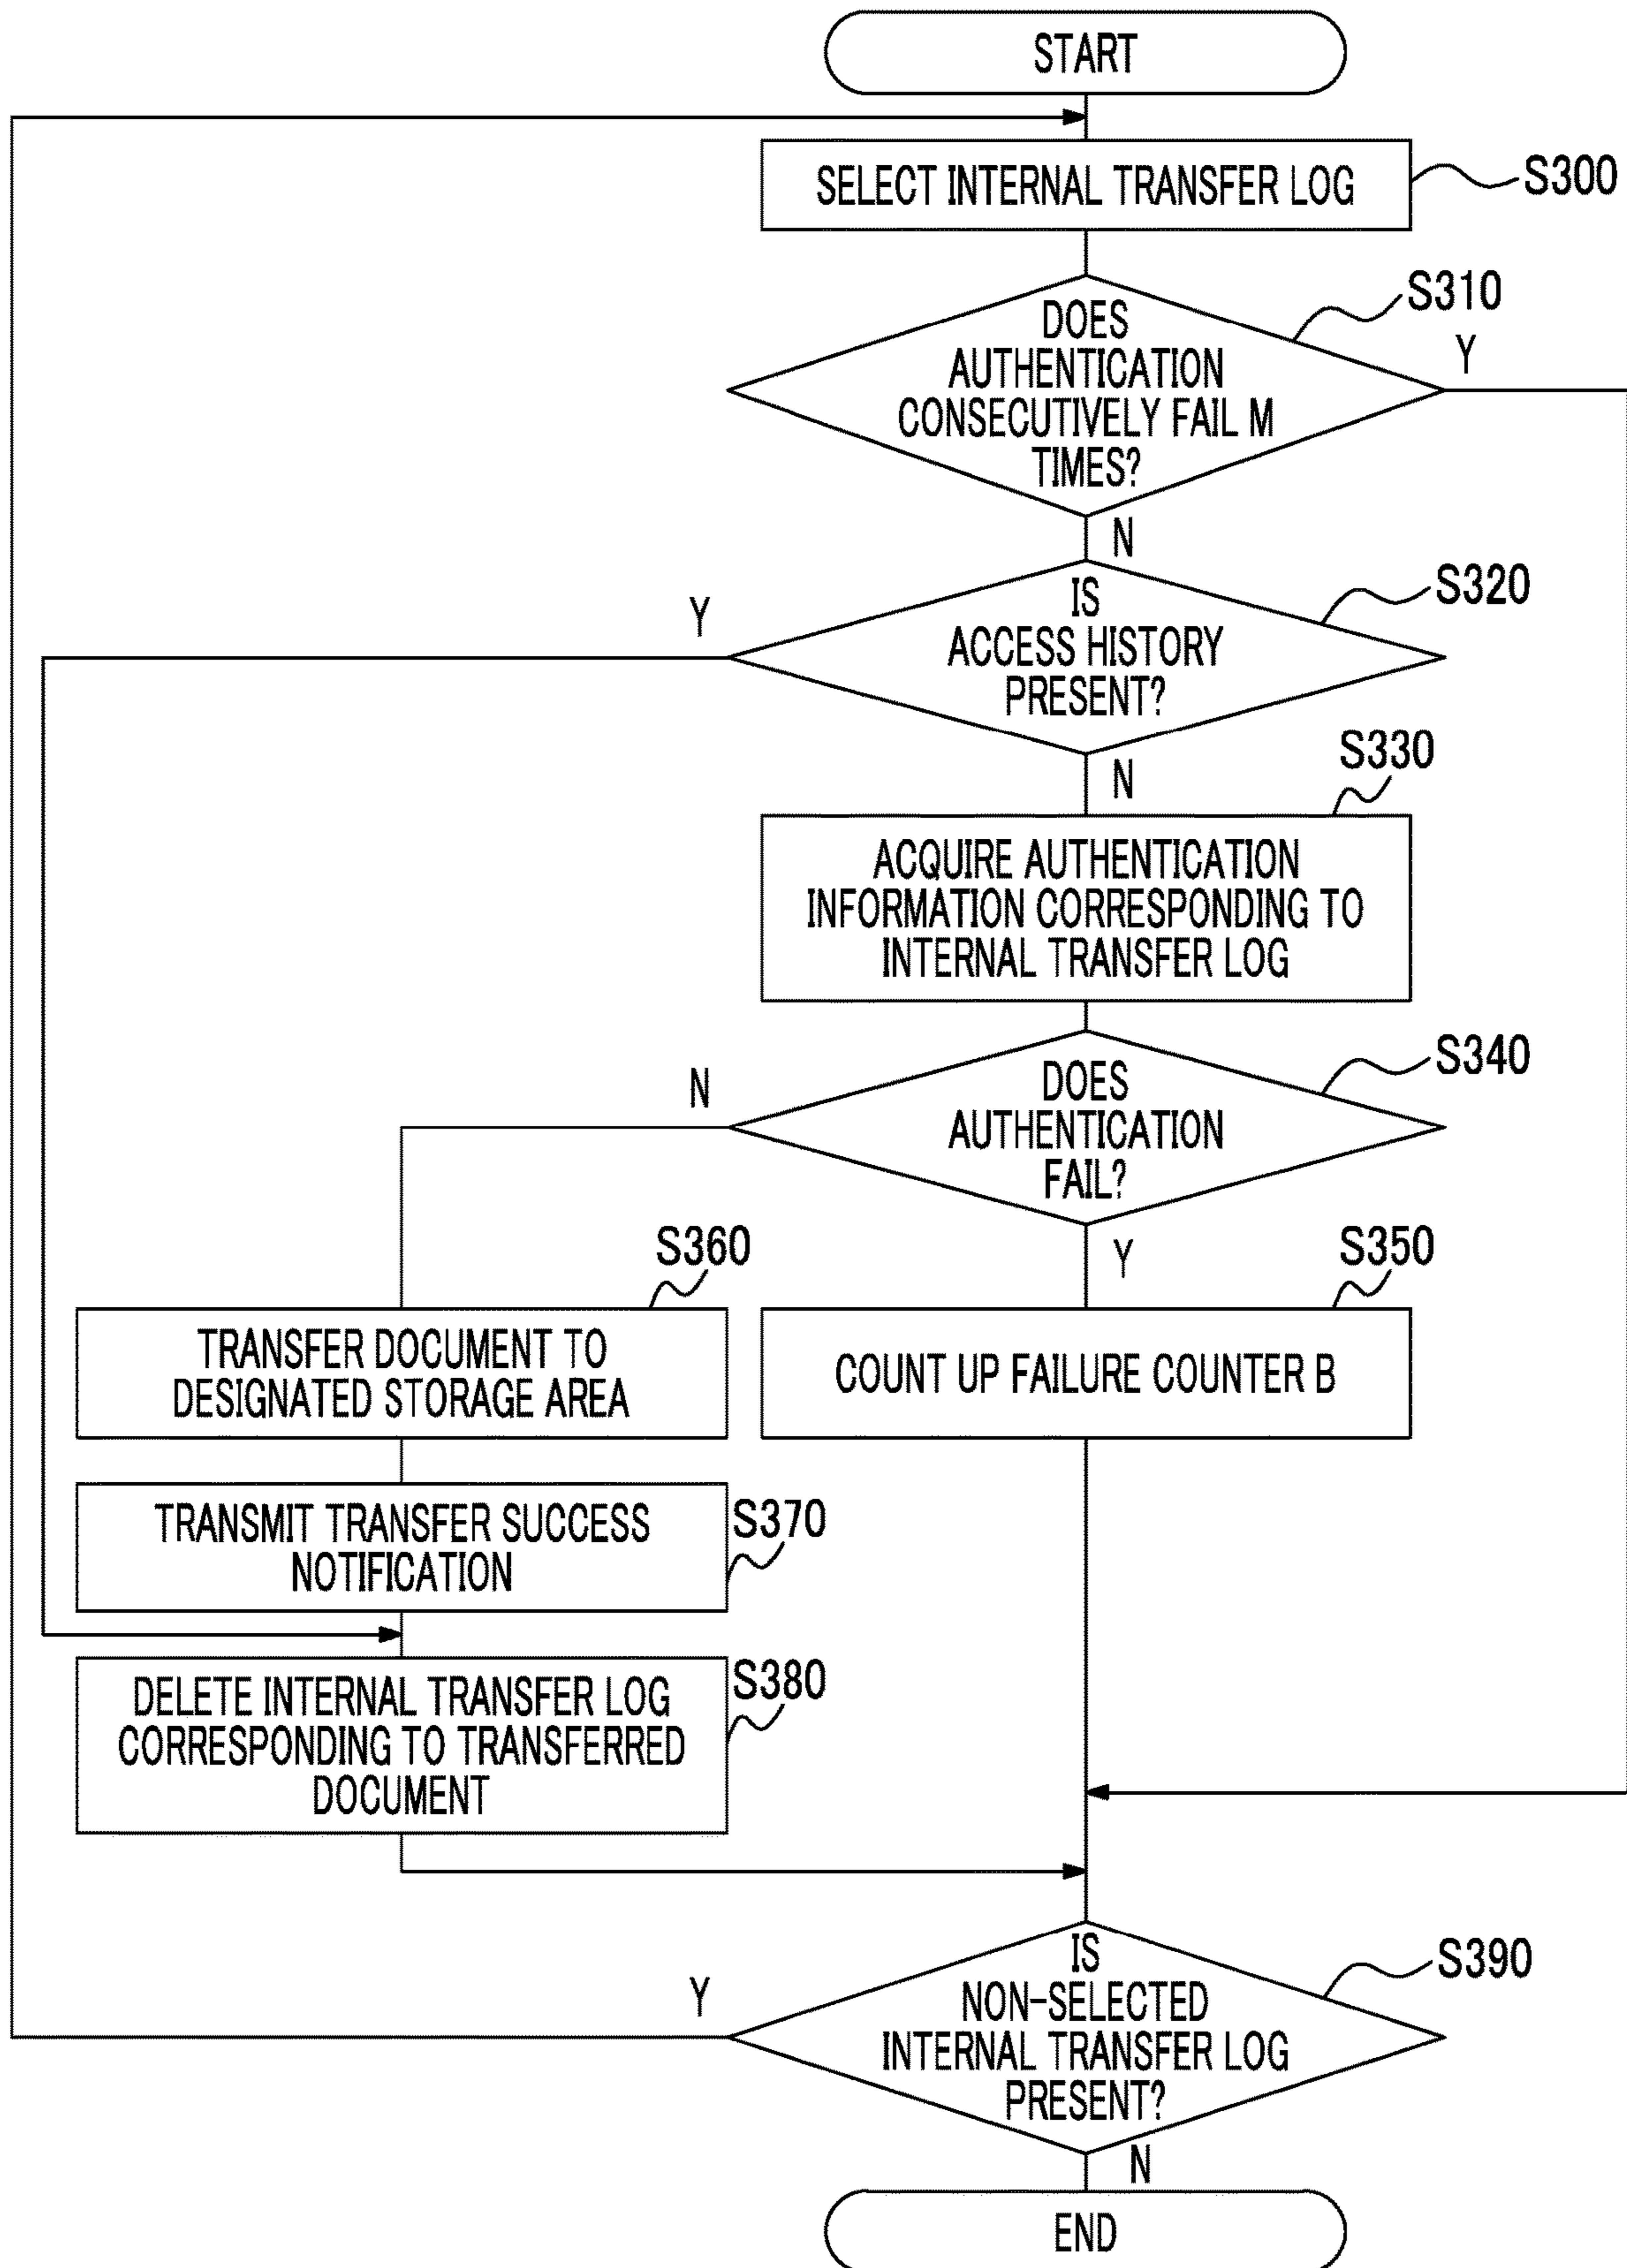 START
SELECT INTERNAL TRANSFER LOG
S300
S310
DOES
AUTHENTICATION
CONSECUTIVELY FAIL M
TIMES?
Y
N
S320
IS
ACCESS HISTORY
PRESENT?
Y
N
S330
ACQUIRE AUTHENTICATION
INFORMATION CORRESPONDING TO
INTERNAL TRANSFER LOG
S340
DOES
AUTHENTICATION
FAIL?
N
Y
S360
TRANSFER DOCUMENT TO
DESIGNATED STORAGE AREA
S350
COUNT UP FAILURE COUNTER B
TRANSMIT TRANSFER SUCCESS
NOTIFICATION
S370
DELETE INTERNAL TRANSFER LOG
CORRESPONDING TO TRANSFERRED
DOCUMENT
S380
IS
NON-SELECTED
INTERNAL TRANSFER LOG
PRESENT?
S390
Y
N
END